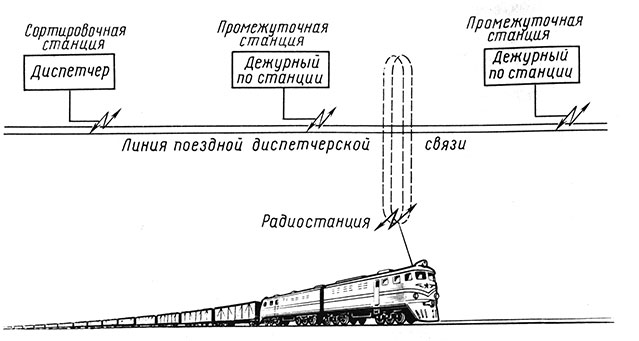 Сортировочная
станция
Диспетчер
Промежуточная
станция
Дежурный
по станции
Промежуточная
станция
Дежурный
по станции
Линия поездной диспетчерской связи
Радиостанция